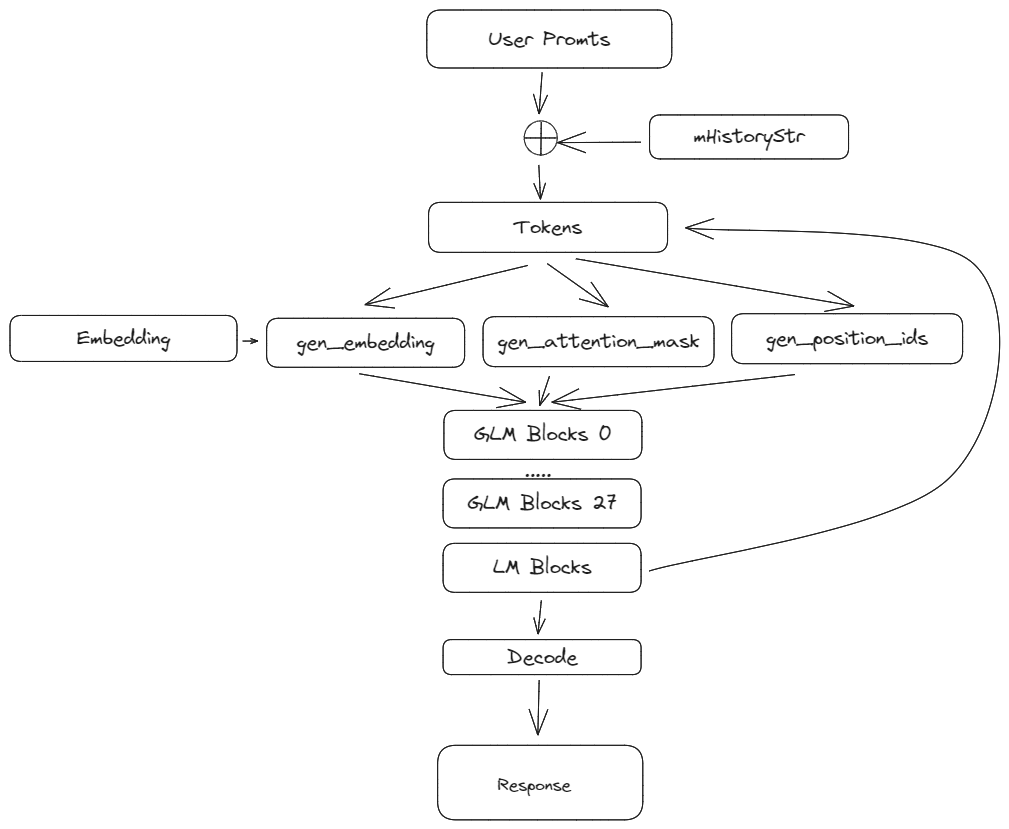 User Promts
mHistoryStr
Tokens
Embedding
gen_embedding
gen_attention_mask
gen_position_ids
GLM Blocks 0
.....
GLM Blocks 27
LM Blocks
Decode
Response